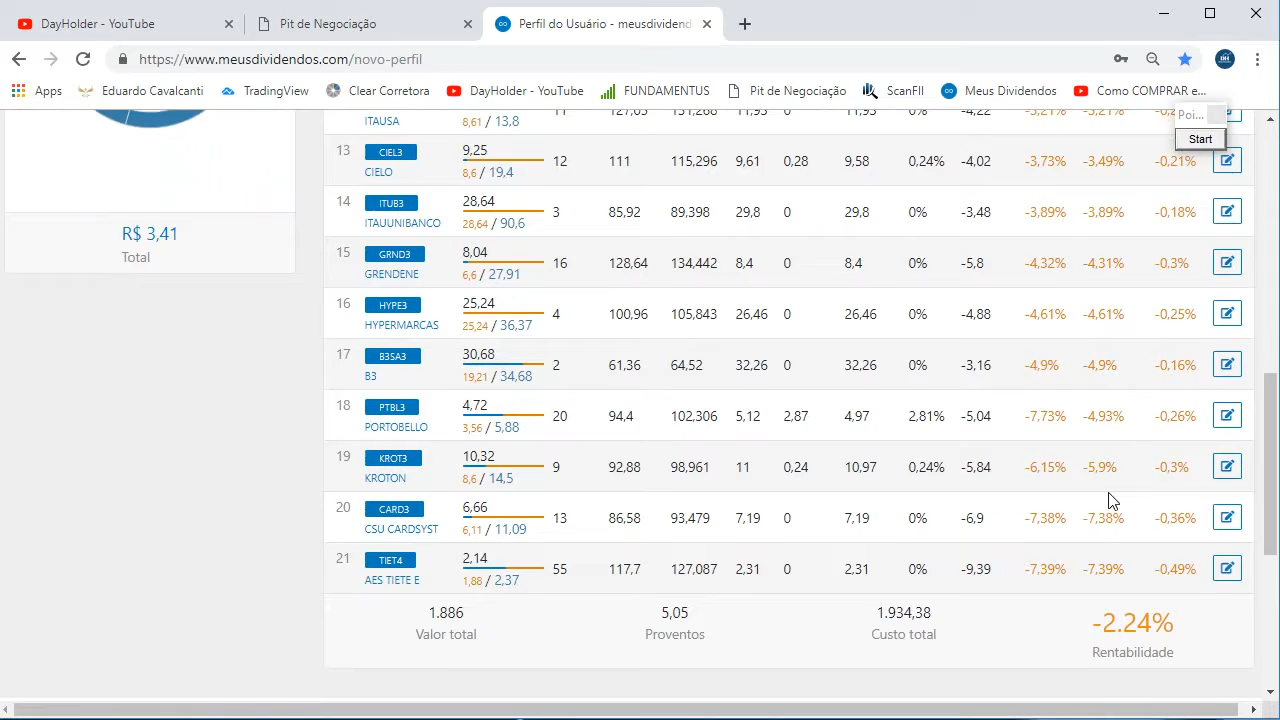 DayHolder - YouTube
Pit de Negociação
Perfil do Usuário - meusdividend
https://www.meusdividendos.com/novo-perfil
Apps Eduardo Cavalcanti TradingView Clear Corretora DayHolder - YouTube FUNDAMENTUS Pit de Negociação ScanFII Meus Dividendos Como COMPRAR e...
Poi...
Start
R$ 3,41
Total
ITAUSA 8,61 / 13,8
13 CIEL3 9,25 12 111 115,296 9,61 0,28 9,58 0,24% -4,02 -3,73% -3,49% -0,21%
CIELO 8,6 / 19,4
14 ITUB3 28,64 3 85,92 89,398 29,8 0 29,8 0% -3,48 -3,89% -3,89% -0,18%
ITAUUNIBANCO 28,64 / 90,6
15 GRND3 8,04 16 128,64 134,442 8,4 0 8,4 0% -5,8 -4,32% -4,31% -0,3%
GRENDENE 6,6 / 27,91
16 HYPE3 25,24 4 100,96 105,843 26,46 0 26,46 0% -4,88 -4,61% -4,61% -0,25%
HYPERMARCAS 25,24 / 36,37
17 B3SA3 30,68 2 61,36 64,52 32,26 0 32,26 0% -3,16 -4,9% -4,9% -0,16%
B3 19,21 / 34,68
18 PTBL3 4,72 20 94,4 102,306 5,12 2,87 4,97 2,81% -5,04 -7,73% -4,93% -0,26%
PORTOBELLO 3,56 / 5,88
19 KROT3 10,32 9 92,88 98,961 11 0,24 10,97 0,24% -5,84 -6,15% -5,9% -0,3%
KROTON 8,6 / 14,5
20 CARD3 6,66 13 86,58 93,479 7,19 0 7,19 0% -6,9 -7,38% -7,38% -0,36%
CSU CARDSYST 6,11 / 11,09
21 TIET4 2,14 55 117,7 127,087 2,31 0 2,31 0% -9,39 -7,39% -7,39% -0,49%
AES TIETE E 1,88 / 2,37
1.886 5,05 1.934,38 -2.24%
Valor total Proventos Custo total Rentabilidade